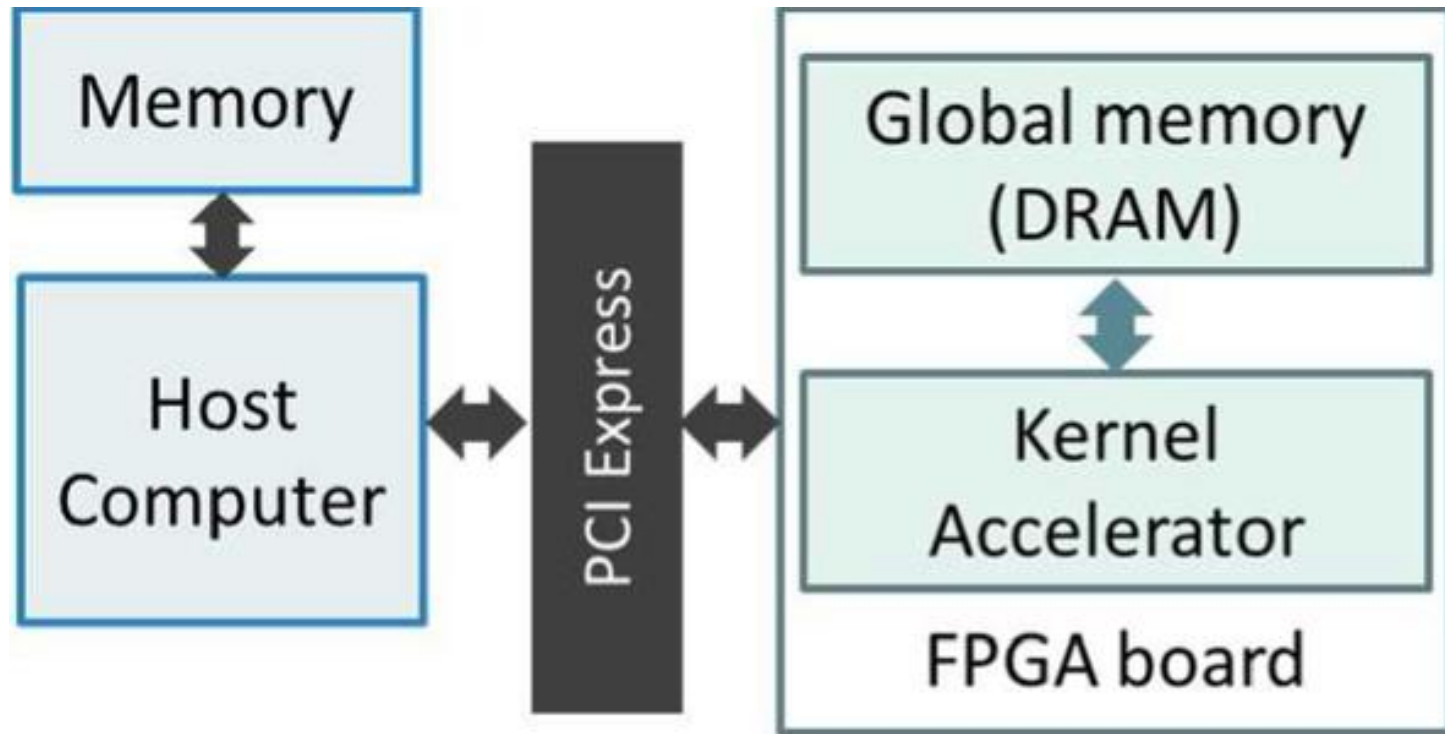 Memory
Host
Computer
PCI Express
Global memory
(DRAM)
Kernel
Accelerator
FPGA board